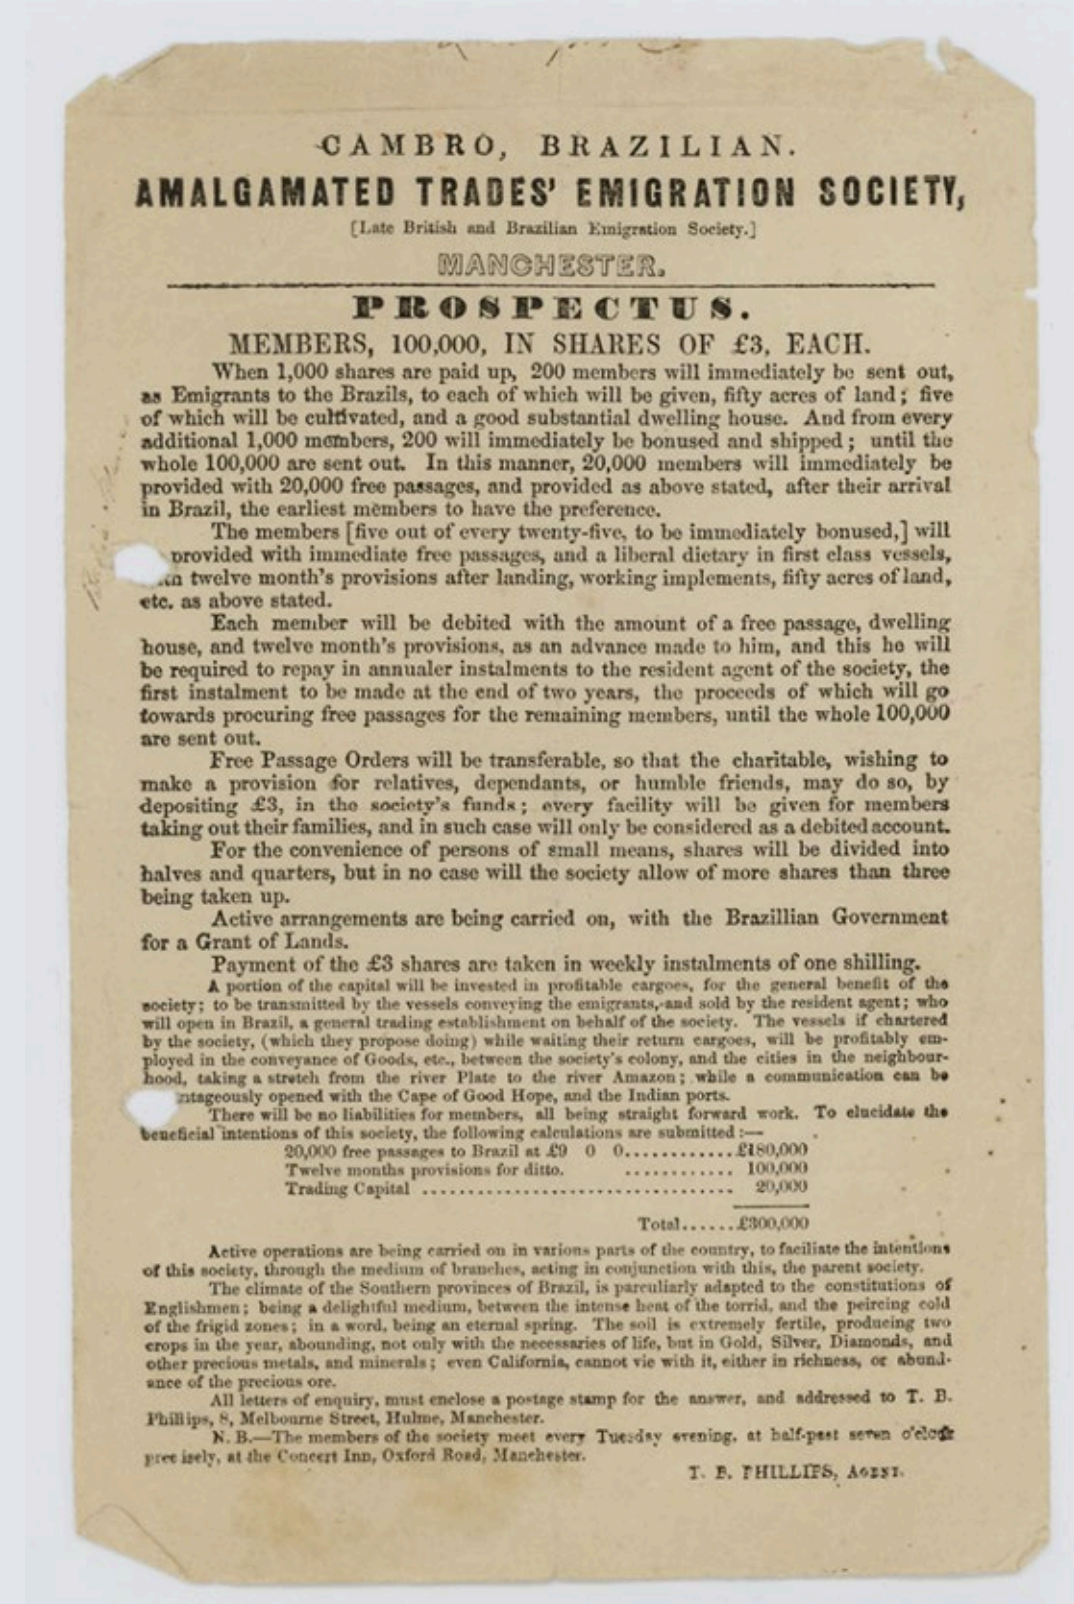 CAMBRO, BRAZILIAN.
AMALGAMATED TRADES' EMIGRATION SOCIETY,
[Late British and Brazilian Emigration Society.]
MANCHESTER.
PROSPECTUS.
MEMBERS, 100,000, IN SHARES OF £3, EACH.
When 1,000 shares are paid up, 200 members will immediately be sent out,
as Emigrants to the Brazils, to each of which will be given, fifty acres of land; five
of which will be cultivated, and a good substantial dwelling house. And from every
additional 1,000 members, 200 will immediately be bonused and shipped; until the
whole 100,000 are sent out. In this manner, 20,000 members will immediately be
provided with 20,000 free passages, and provided as above stated, after their arrival
in Brazil, the earliest members to have the preference.
The members [five out of every twenty-five, to be immediately bonused,] will
provided with immediate free passages, and a liberal dietary in first class vessels,
twelve month's provisions after landing, working implements, fifty acres of land,
etc. as above stated.
Each member will be debited with the amount of a free passage, dwelling
house, and twelve month's provisions, as an advance made to him, and this he will
be required to repay in annualer instalments to the resident agent of the society, the
first instalment to be made at the end of two years, the proceeds of which will go
towards procuring free passages for the remaining members, until the whole 100,000
are sent out.
Free Passage Orders will be transferable, so that the charitable, wishing to
make a provision for relatives, dependants, or humble friends, may do so, by
depositing £3, in the society's funds; every facility will be given for members
taking out their families, and in such case will only be considered as a debited account.
For the convenience of persons of small means, shares will be divided into
halves and quarters, but in no case will the society allow of more shares than three
being taken up.
Active arrangements are being carried on, with the Brazillian Government
for a Grant of Lands.
Payment of the £3 shares are taken in weekly instalments of one shilling.
A portion of the capital will be invested in profitable cargoes, for the general benefit of the
society; to be transmitted by the vessels conveying the emigrants, and sold by the resident agent; who
will open in Brazil, a general trading establishment on behalf of the society. The vessels if chartered
by the society, (which they propose doing) while waiting their return cargoes, will be profitably em-
ployed in the conveyance of Goods, etc., between the society's colony, and the cities in the neighbour-
hood, taking a stretch from the river Plate to the river Amazon; while a communication can be
ntageously opened with the Cape of Good Hope, and the Indian ports.
There will be no liabilities for members, all being straight forward work. To elucidate the
beneficial intentions of this society, the following calculations are submitted:—
20,000 free passages to Brazil at £9 0 0............£180,000
Twelve months provisions for ditto. ............ 100,000
Trading Capital ................................. 20,000
Total......£300,000
Active operations are being carried on in various parts of the country, to faciliate the intentions
of this society, through the medium of branches, acting in conjunction with this, the parent society.
The climate of the Southern provinces of Brazil, is parculiarly adapted to the constitutions of
Englishmen; being a delightful medium, between the intense heat of the torrid, and the peircing cold
of the frigid zones; in a word, being an eternal spring. The soil is extremely fertile, producing two
crops in the year, abounding, not only with the necessaries of life, but in Gold, Silver, Diamonds, and
other precious metals, and minerals; even California, cannot vie with it, either in richness, or abund-
ance of the precious ore.
All letters of enquiry, must enclose a postage stamp for the answer, and addressed to T. B.
Phillips, 8, Melbourne Street, Hulme, Manchester.
N. B.—The members of the society meet every Tuesday evening, at half-past seven o'clock
precisely, at the Concert Inn, Oxford Road, Manchester.
T. B. PHILLIPS, AGENT.